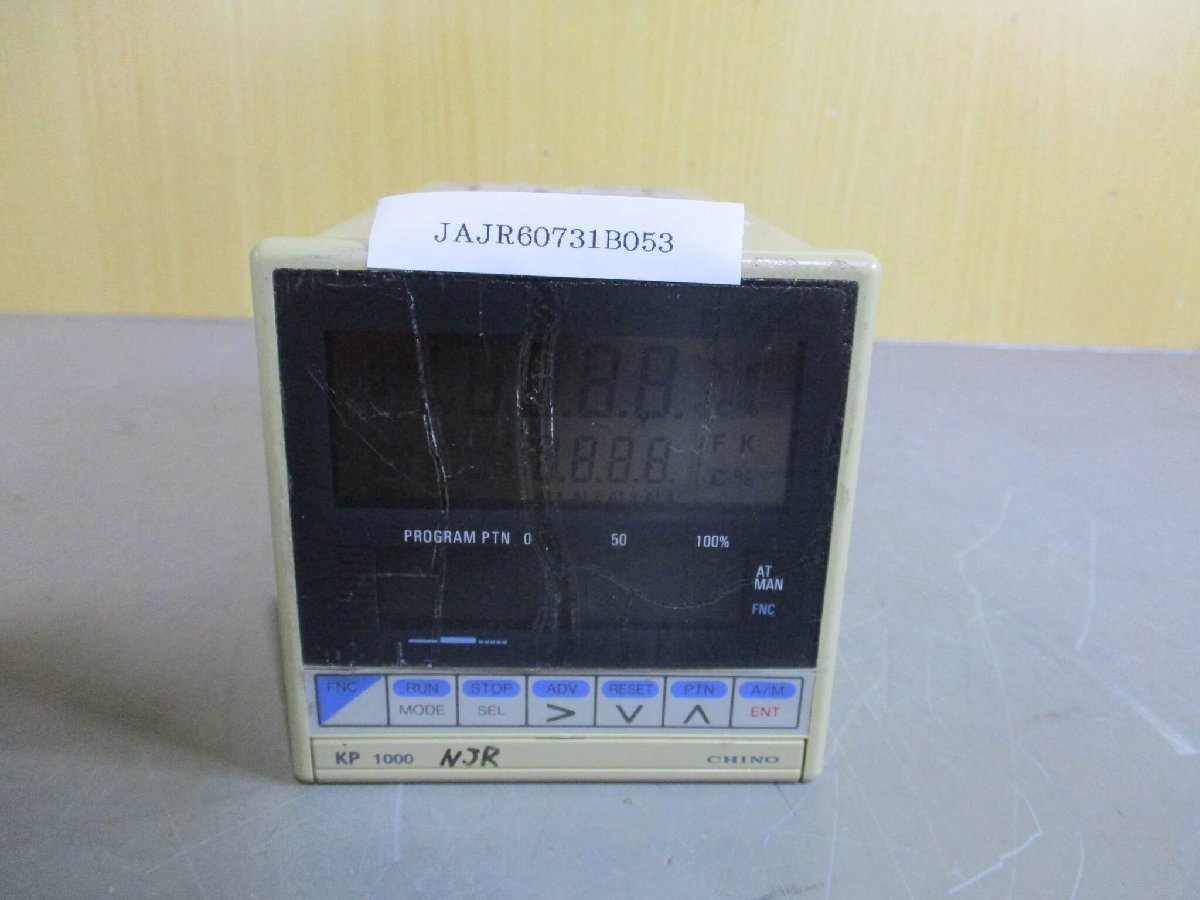 JAJR60731B053
F K
PROGRAM PTN 0 50 100%
AT
MAN
FNC
FNC RUN STOP ADV RESET PTN A/M
MODE SEL > ∨ ∧ ENT
KP 1000 NJR CHINO